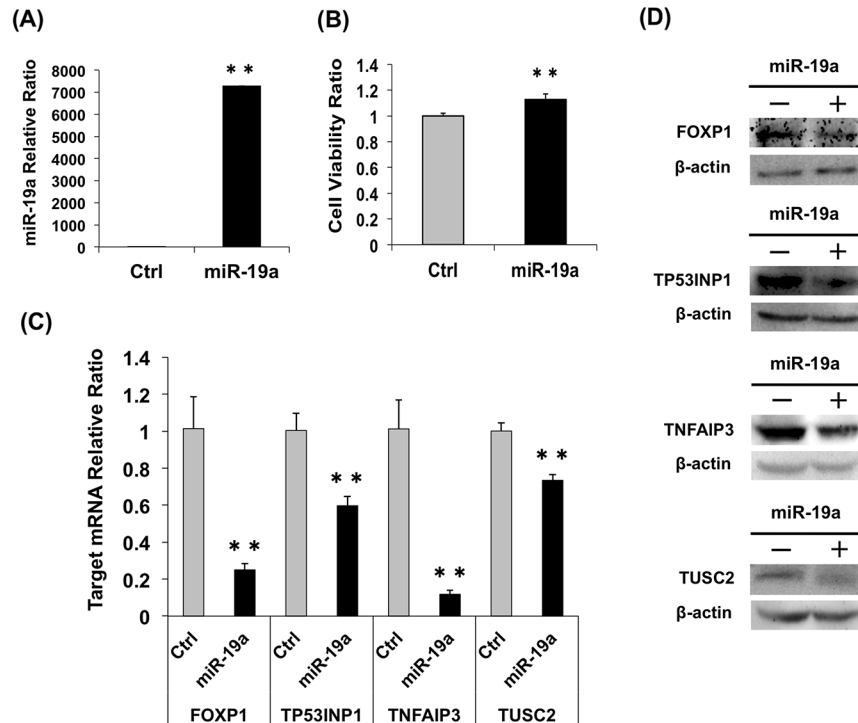 (A)
miR-19a Relative Ratio
8000
7000
6000
5000
4000
3000
2000
1000
0
* *
Ctrl
miR-19a
(B)
Cell Viability Ratio
1.4
1.2
1
0.8
0.6
0.4
0.2
0
* *
Ctrl
miR-19a
(C)
Target mRNA Relative Ratio
1.4
1.2
1
0.8
0.6
0.4
0.2
0
* *
* *
* *
* *
Ctrl
miR-19a
Ctrl
miR-19a
Ctrl
miR-19a
Ctrl
miR-19a
FOXP1
TP53INP1
TNFAIP3
TUSC2
(D)
miR-19a
— +
FOXP1
β-actin
miR-19a
— +
TP53INP1
β-actin
miR-19a
— +
TNFAIP3
β-actin
miR-19a
— +
TUSC2
β-actin